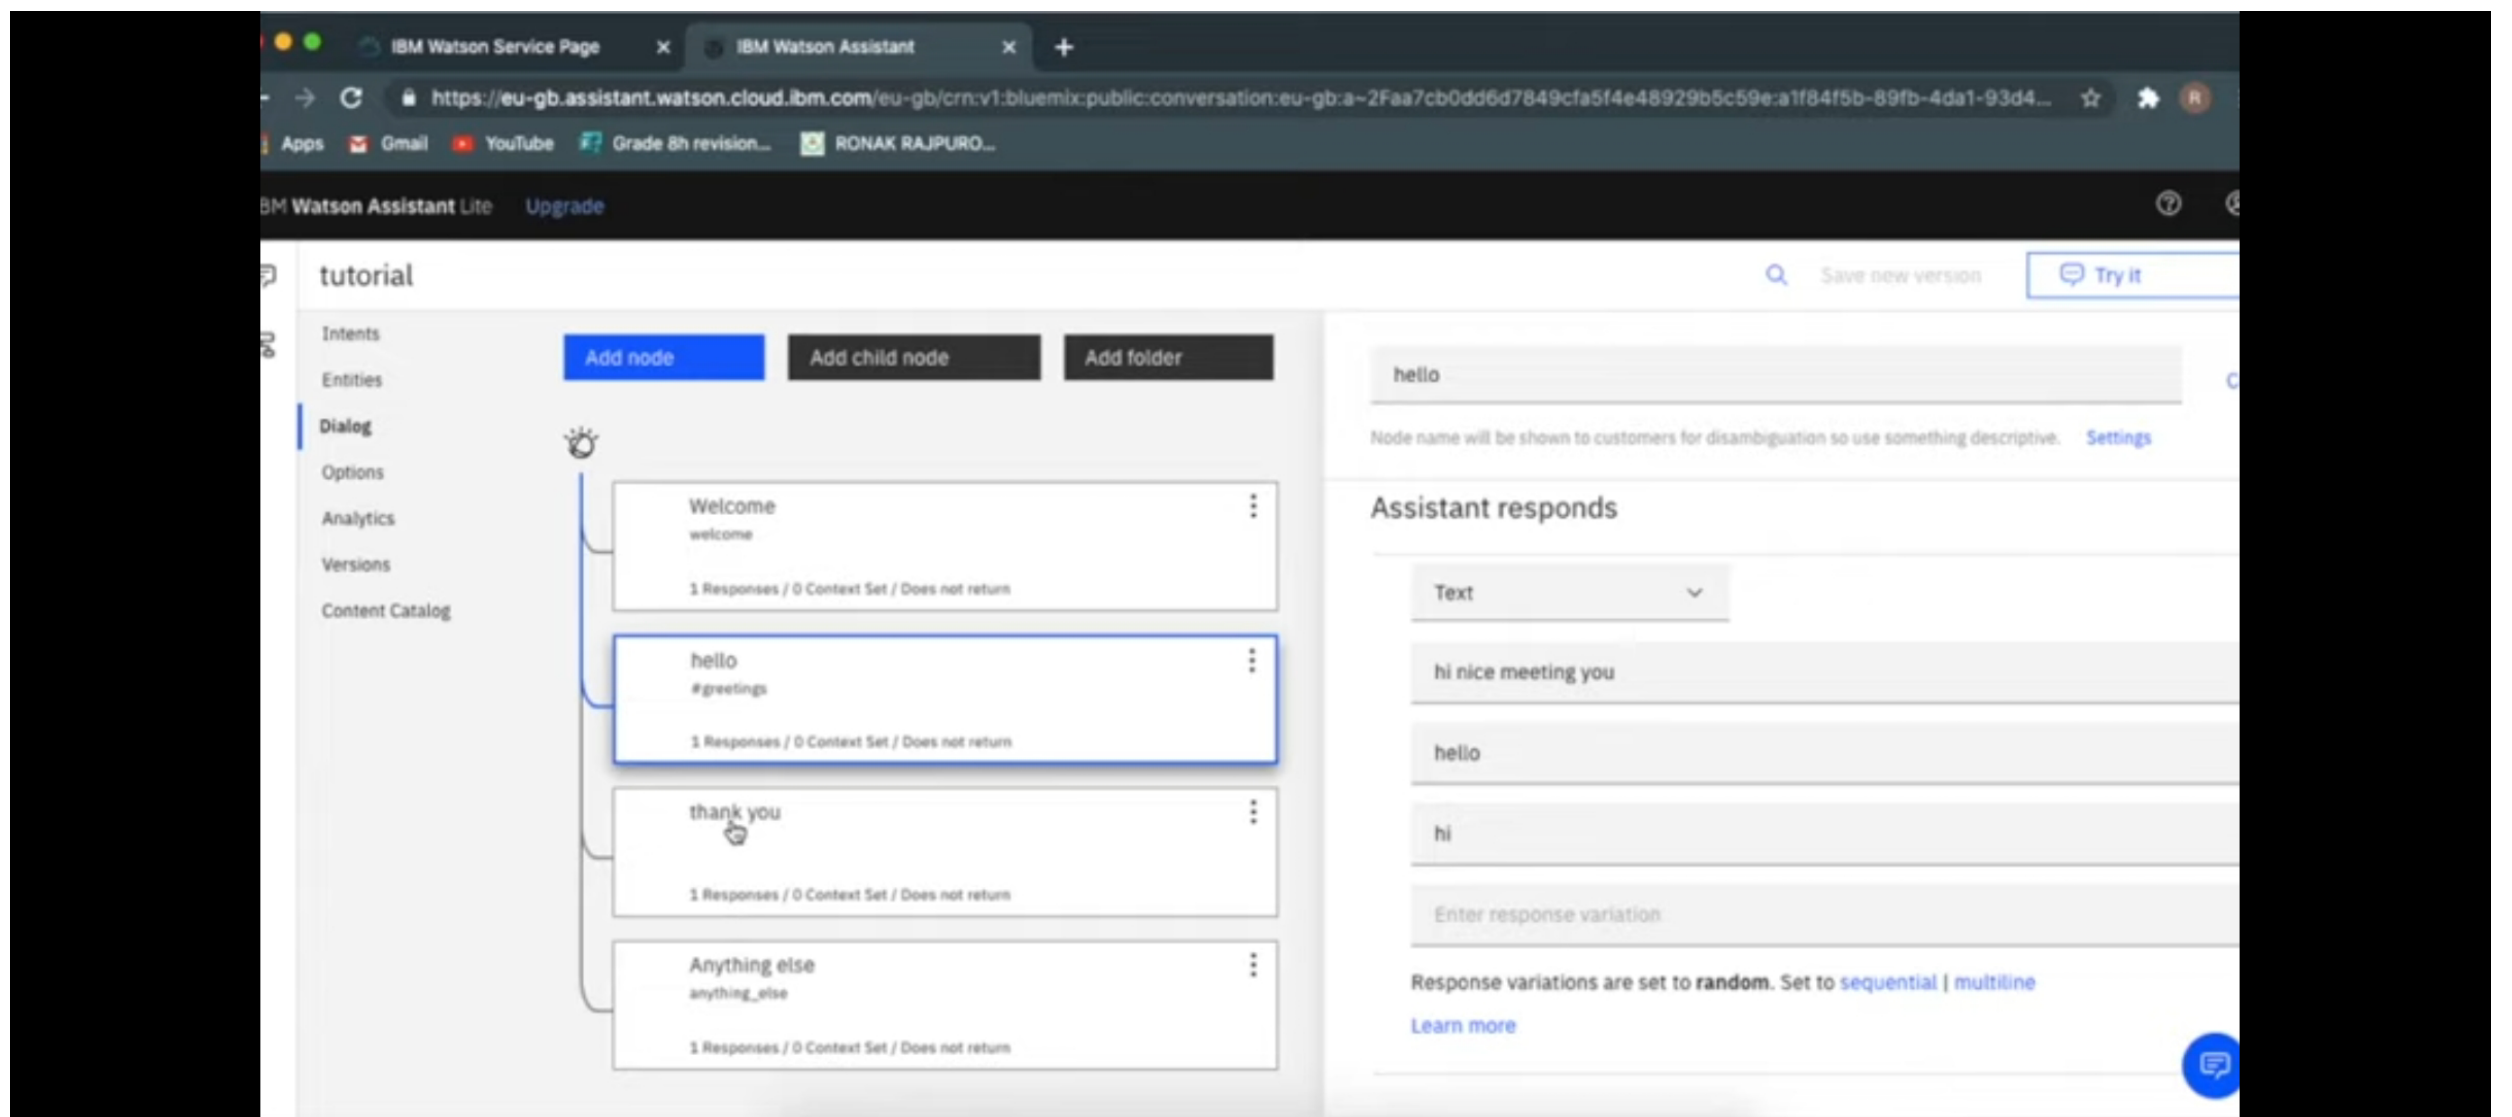 IBM Watson Service Page
IBM Watson Assistant
https://eu-gb.assistant.watson.cloud.ibm.com/eu-gb/crn:v1:bluemix:public:conversation:eu-gb:a~2Faa7cb0dd6d7849cfa5f4e48929b5c59e:a1f84f5b-89fb-4da1-93d4...
R
Apps Gmail YouTube Grade 8h revision... RONAK RAJPURO...
BM Watson Assistant Lite Upgrade
tutorial
Save new version
Try it
Intents
Entities
Dialog
Options
Analytics
Versions
Content Catalog
Add node
Add child node
Add folder
Welcome
welcome
1 Responses / 0 Context Set / Does not return
hello
#greetings
1 Responses / 0 Context Set / Does not return
thank you
1 Responses / 0 Context Set / Does not return
Anything else
anything_else
1 Responses / 0 Context Set / Does not return
hello
Node name will be shown to customers for disambiguation so use something descriptive. Settings
Assistant responds
Text
hi nice meeting you
hello
hi
Enter response variation
Response variations are set to random. Set to sequential | multiline
Learn more